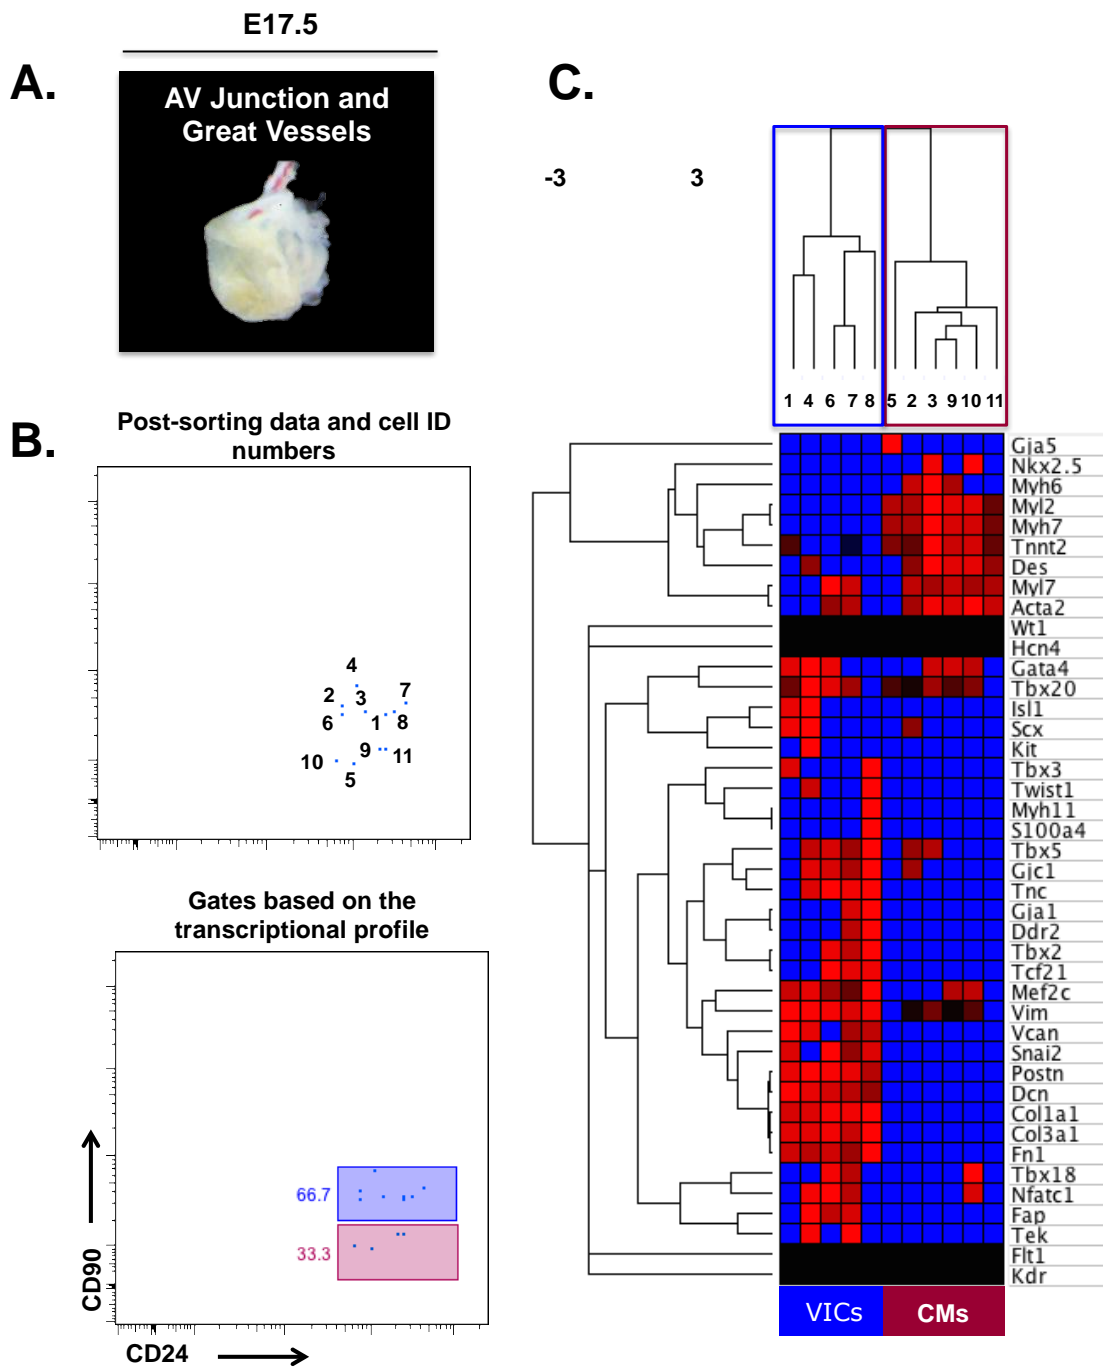 E17.5
A.
AV Junction and
Great Vessels
B.
Post-sorting data and cell ID
numbers
4
2
3
7
6
1
8
9
11
10
5
Gates based on the
transcriptional profile
66.7
33.3
CD90
CD24
C.
-3 3
1 4 6 7 8 5 2 3 9 10 11
Gja5
Nkx2.5
Myh6
Myl2
Myh7
Tnnt2
Des
Myl7
Acta2
Wt1
Hcn4
Gata4
Tbx20
Isl1
Scx
Kit
Tbx3
Twist1
Myh11
S100a4
Tbx5
Gjc1
Tnc
Gja1
Ddr2
Tbx2
Tcf21
Mef2c
Vim
Vcan
Snai2
Postn
Dcn
Col1a1
Col3a1
Fn1
Tbx18
Nfatc1
Fap
Tek
Flt1
Kdr
VICs CMs